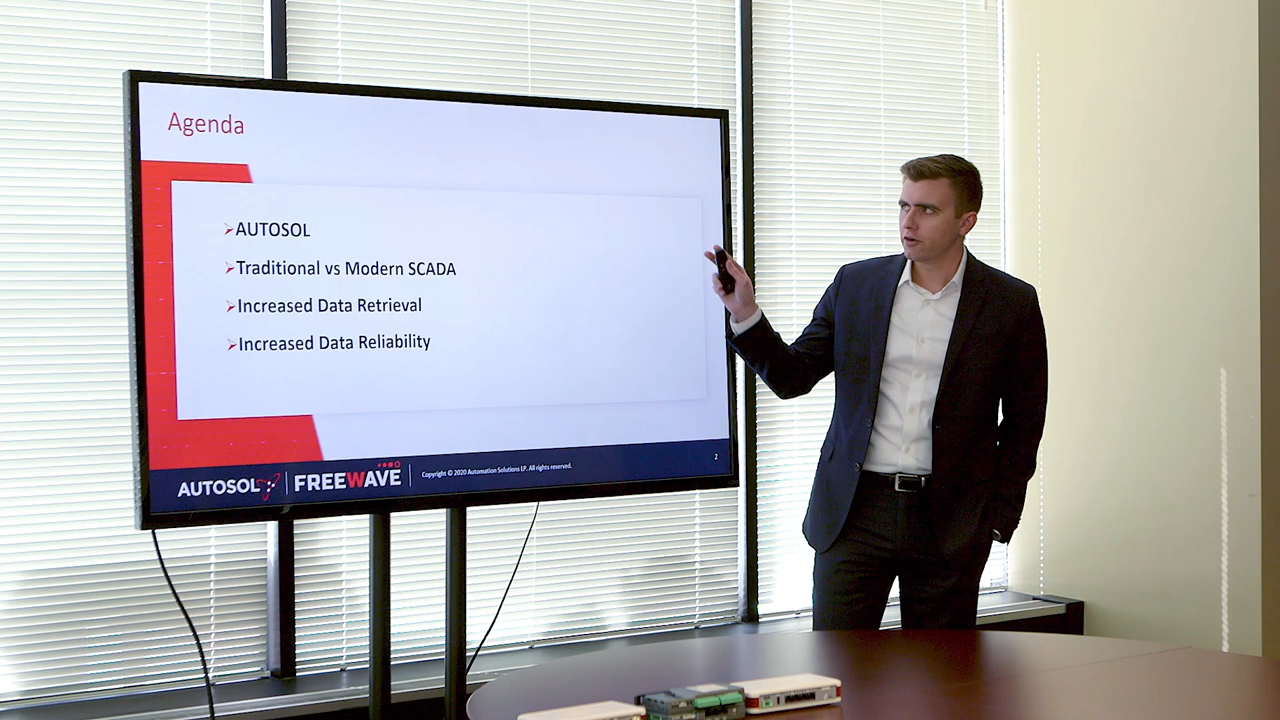 Agenda
➢AUTOSOL
➢Traditional vs Modern SCADA
➢Increased Data Retrieval
➢Increased Data Reliability
2
AUTOSOL
FREEWAVE
Copyright © 2020 Automation Solutions LP. All rights reserved.